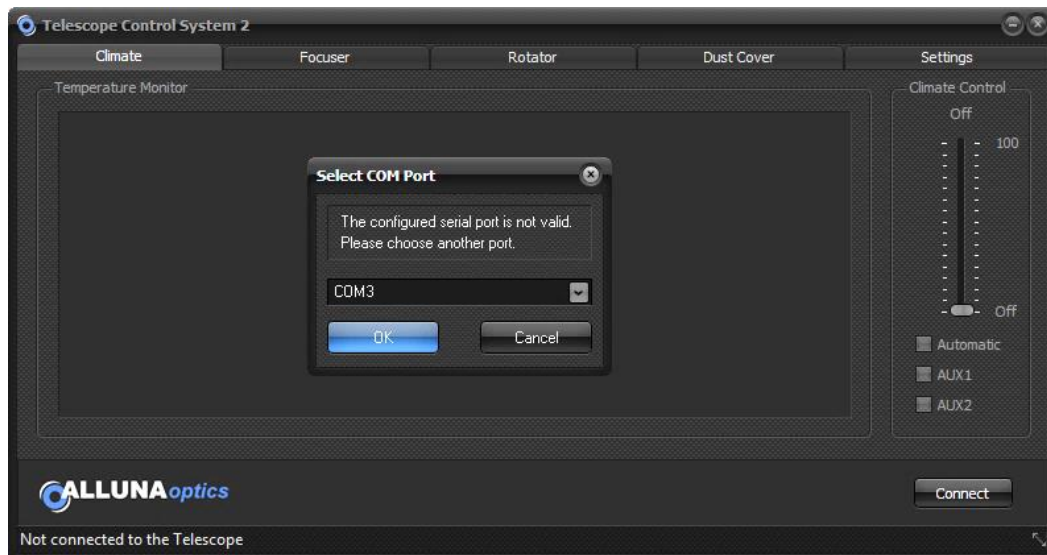 Telescope Control System 2
Climate
Focuser
Rotator
Dust Cover
Settings
Temperature Monitor
Climate Control
Off
100
Off
Automatic
AUX1
AUX2
Select COM Port
The configured serial port is not valid.
Please choose another port.
COM3
OK
Cancel
ALLUNA optics
Connect
Not connected to the Telescope